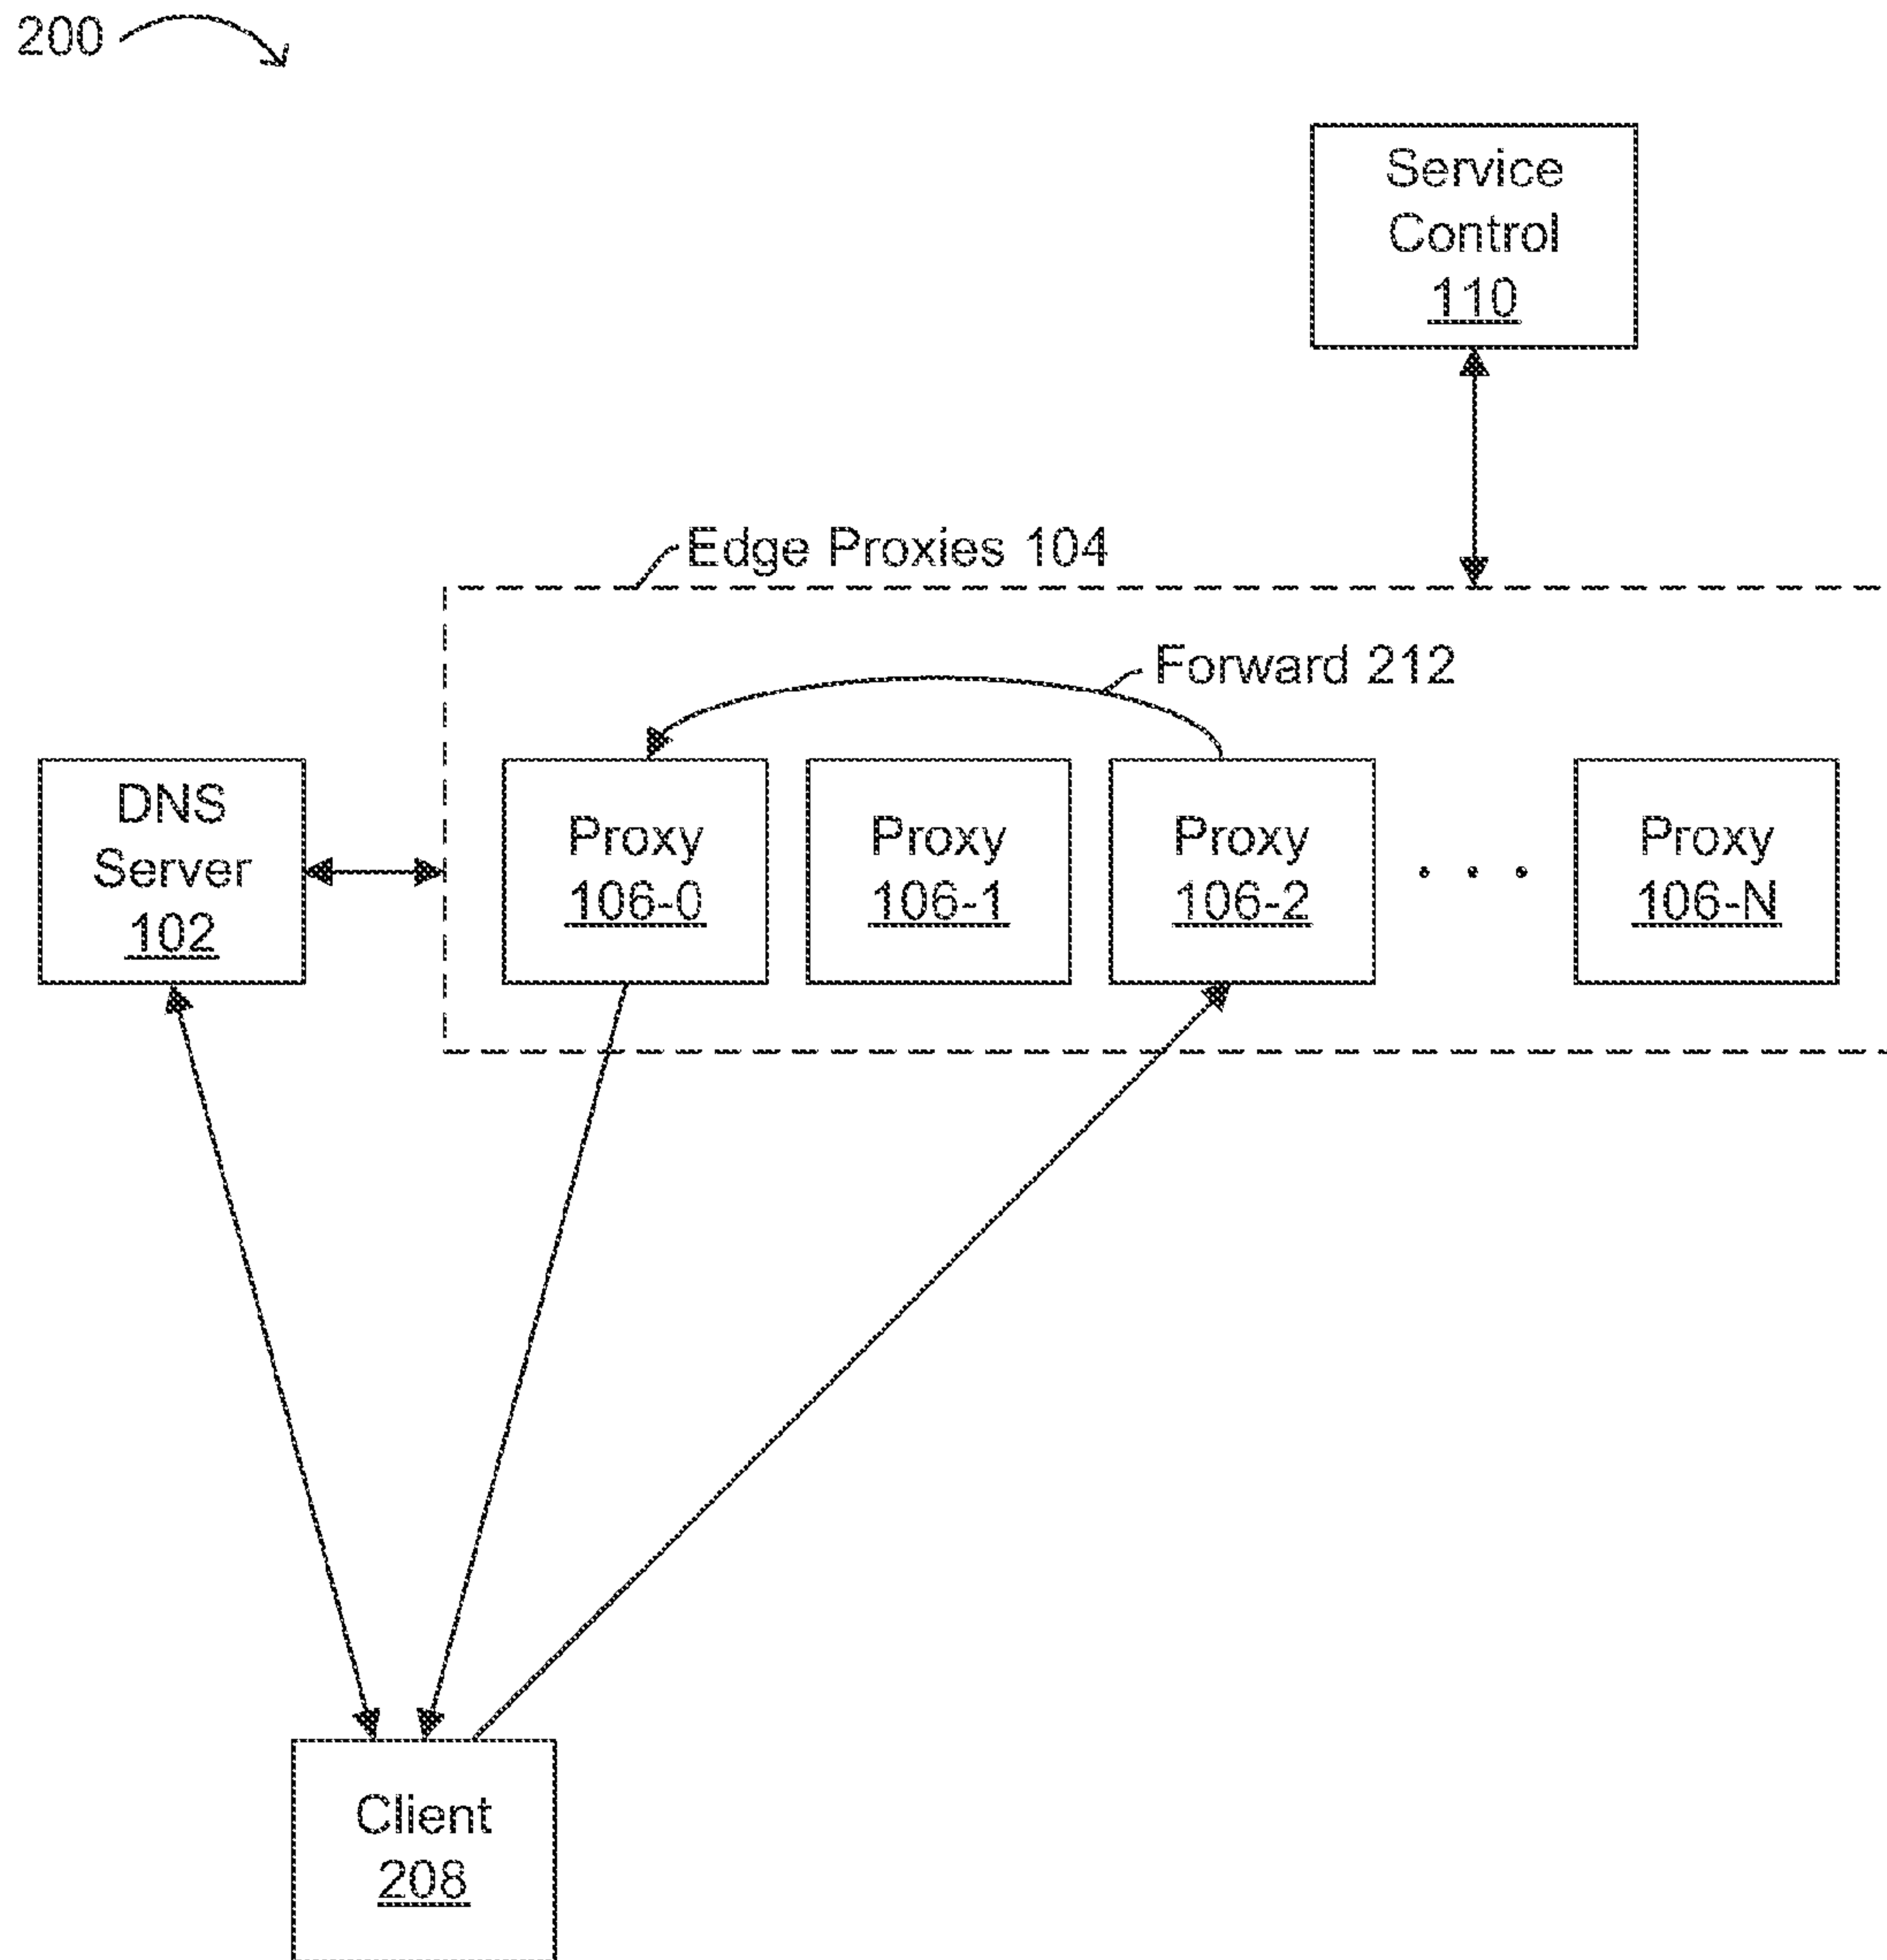 200
Service
Control
110
Edge Proxies 104
Forward 212
DNS
Server
102
Proxy
106-0
Proxy
106-1
Proxy
106-2
. . .
Proxy
106-N
Client
208